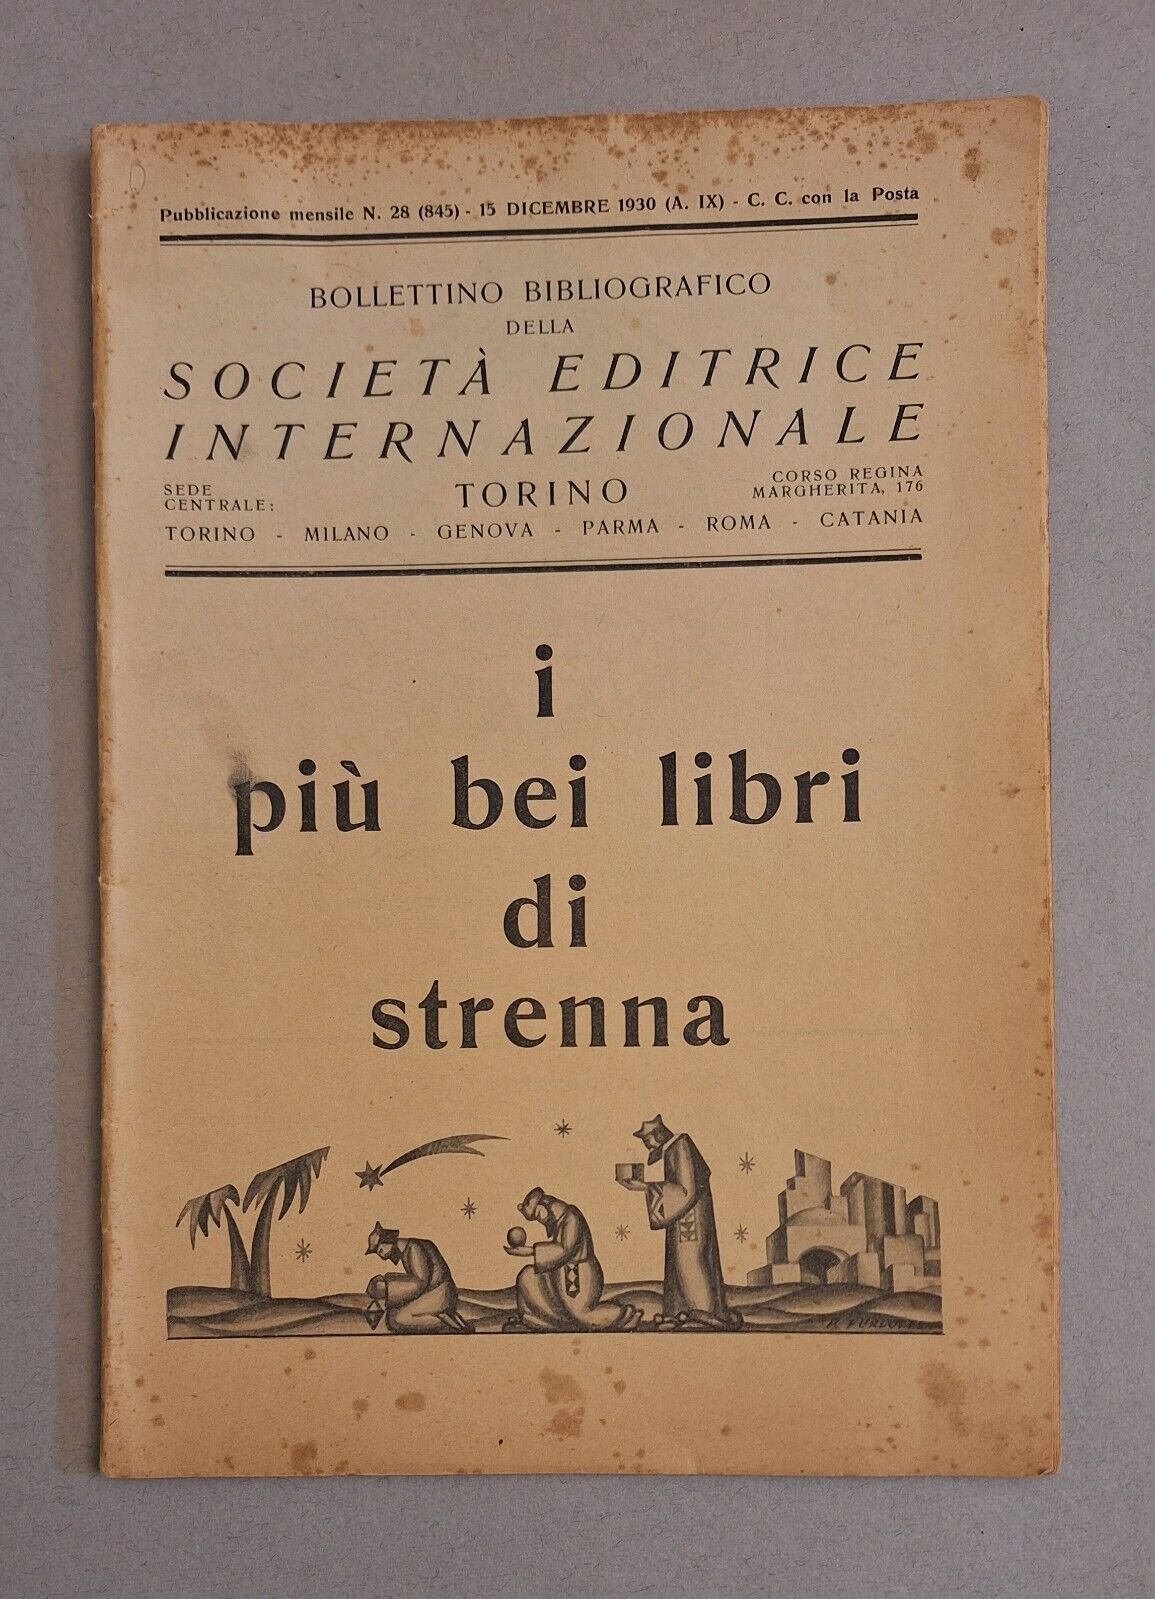 Pubblicazione mensile N. 28 (845) - 15 DICEMBRE 1930 (A. IX) - C. C. con la Posta
BOLLETTINO BIBLIOGRAFICO
DELLA
SOCIETÀ EDITRICE
INTERNAZIONALE
SEDE
CENTRALE:
TORINO
CORSO REGINA
MARGHERITA, 176
TORINO - MILANO - GENOVA - PARMA - ROMA - CATANIA
i
più bei libri
di
strenna